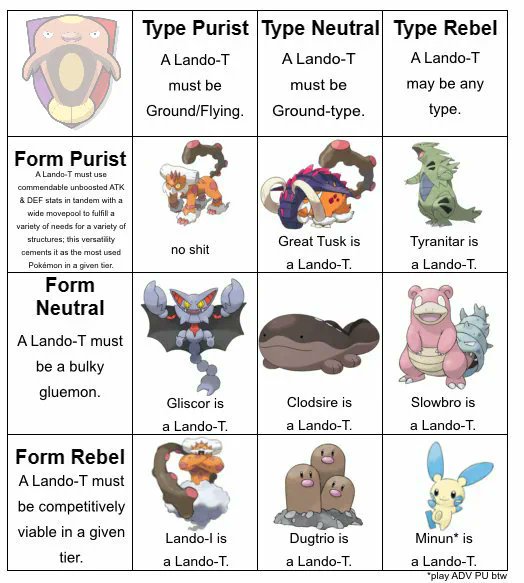 Type Purist
A Lando-T
must be
Ground/Flying.
Type Neutral
A Lando-T
must be
Ground-type.
Type Rebel
A Lando-T
may be any
type.
Form Purist
A Lando-T must use
commendable unboosted ATK
& DEF stats in tandem with a
wide movepool to fulfill a
variety of needs for a variety of
structures; this versatility
cements it as the most used
Pokémon in a given tier.
no shit
Great Tusk is
a Lando-T.
Tyranitar is
a Lando-T.
Form
Neutral
A Lando-T must
be a bulky
gluemon.
Gliscor is
a Lando-T.
Clodsire is
a Lando-T.
Slowbro is
a Lando-T.
Form Rebel
A Lando-T must
be competitively
viable in a given
tier.
Lando-I is
a Lando-T.
Dugtrio is
a Lando-T.
Minun* is
a Lando-T.
*play ADV PU btw